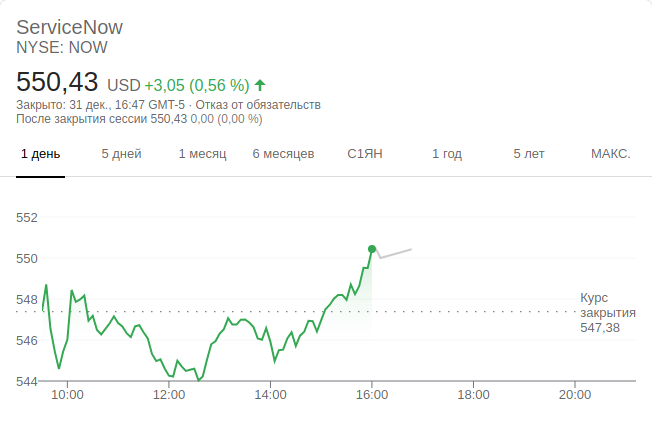 ServiceNow
NYSE: NOW
550,43 USD +3,05 (0,56 %)
Закрыто: 31 дек., 16:47 GMT-5 · Отказ от обязательств
После закрытия сессии 550,43 0,00 (0,00 %)
1 день 5 дней 1 месяц 6 месяцев С1ЯН 1 год 5 лет МАКС.
552
550
548
546
544
Курс
закрытия
547,38
10:00 12:00 14:00 16:00 18:00 20:00